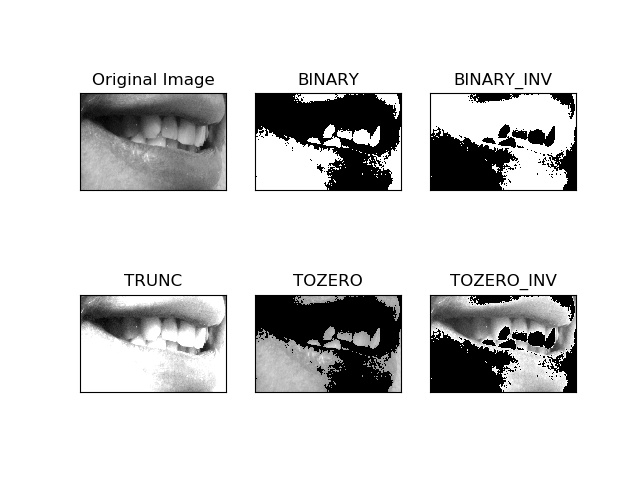 Original Image
BINARY
BINARY_INV
TRUNC
TOZERO
TOZERO_INV